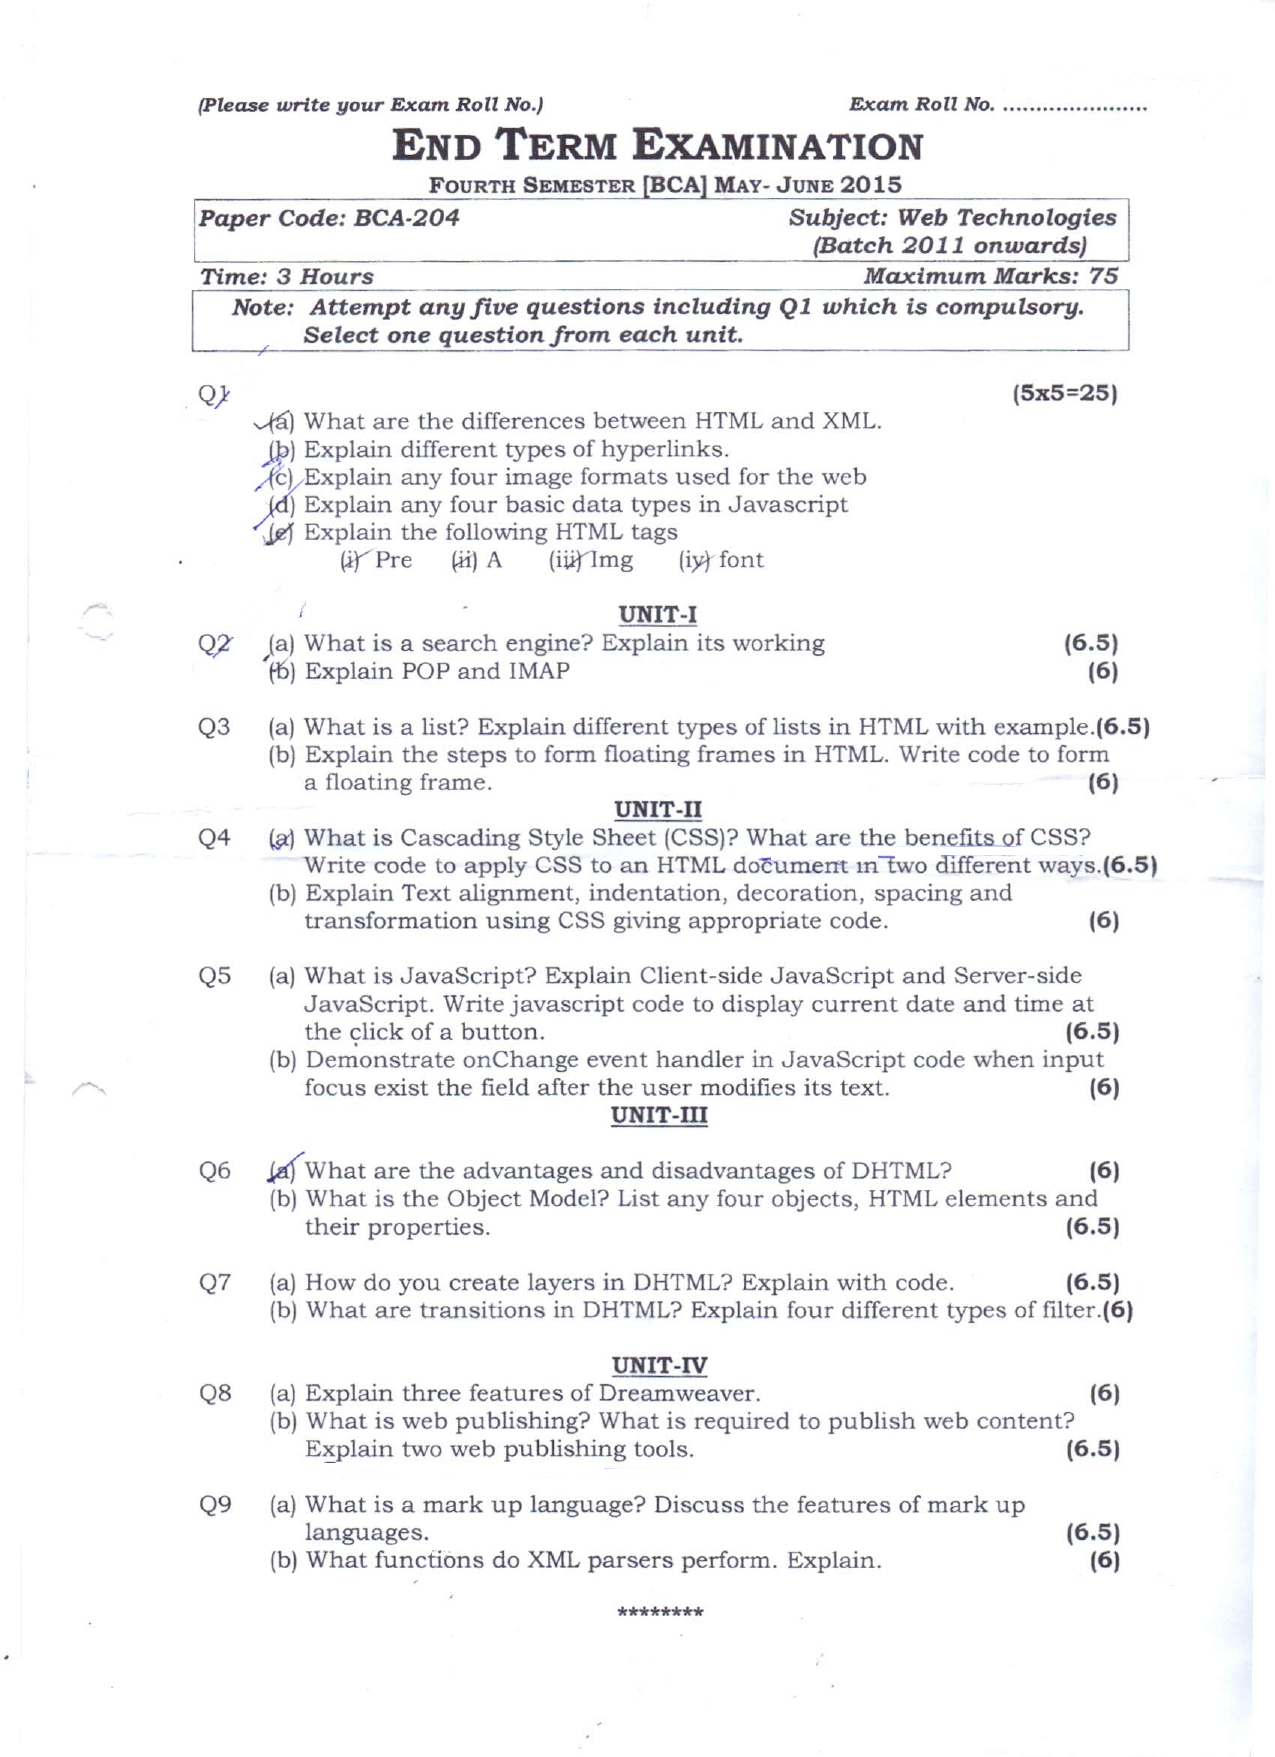 (Please write your Exam Roll No.) Exam Roll No. ......................
END TERM EXAMINATION
FOURTH SEMESTER [BCA] MAY- JUNE 2015
Paper Code: BCA-204 Subject: Web Technologies
(Batch 2011 onwards)
Time: 3 Hours Maximum Marks: 75
Note: Attempt any five questions including Q1 which is compulsory.
Select one question from each unit.
Q1 (5x5=25)
(a) What are the differences between HTML and XML.
(b) Explain different types of hyperlinks.
(c) Explain any four image formats used for the web
(d) Explain any four basic data types in Javascript
(e) Explain the following HTML tags
(i) Pre (ii) A (iii) Img (iv) font
UNIT-I
Q2 (a) What is a search engine? Explain its working (6.5)
(b) Explain POP and IMAP (6)
Q3 (a) What is a list? Explain different types of lists in HTML with example.(6.5)
(b) Explain the steps to form floating frames in HTML. Write code to form
a floating frame. (6)
UNIT-II
Q4 (a) What is Cascading Style Sheet (CSS)? What are the benefits of CSS?
Write code to apply CSS to an HTML document in two different ways.(6.5)
(b) Explain Text alignment, indentation, decoration, spacing and
transformation using CSS giving appropriate code. (6)
Q5 (a) What is JavaScript? Explain Client-side JavaScript and Server-side
JavaScript. Write javascript code to display current date and time at
the click of a button. (6.5)
(b) Demonstrate onChange event handler in JavaScript code when input
focus exist the field after the user modifies its text. (6)
UNIT-III
Q6 (a) What are the advantages and disadvantages of DHTML? (6)
(b) What is the Object Model? List any four objects, HTML elements and
their properties. (6.5)
Q7 (a) How do you create layers in DHTML? Explain with code. (6.5)
(b) What are transitions in DHTML? Explain four different types of filter.(6)
UNIT-IV
Q8 (a) Explain three features of Dreamweaver. (6)
(b) What is web publishing? What is required to publish web content?
Explain two web publishing tools. (6.5)
Q9 (a) What is a mark up language? Discuss the features of mark up
languages. (6.5)
(b) What functions do XML parsers perform. Explain. (6)
********